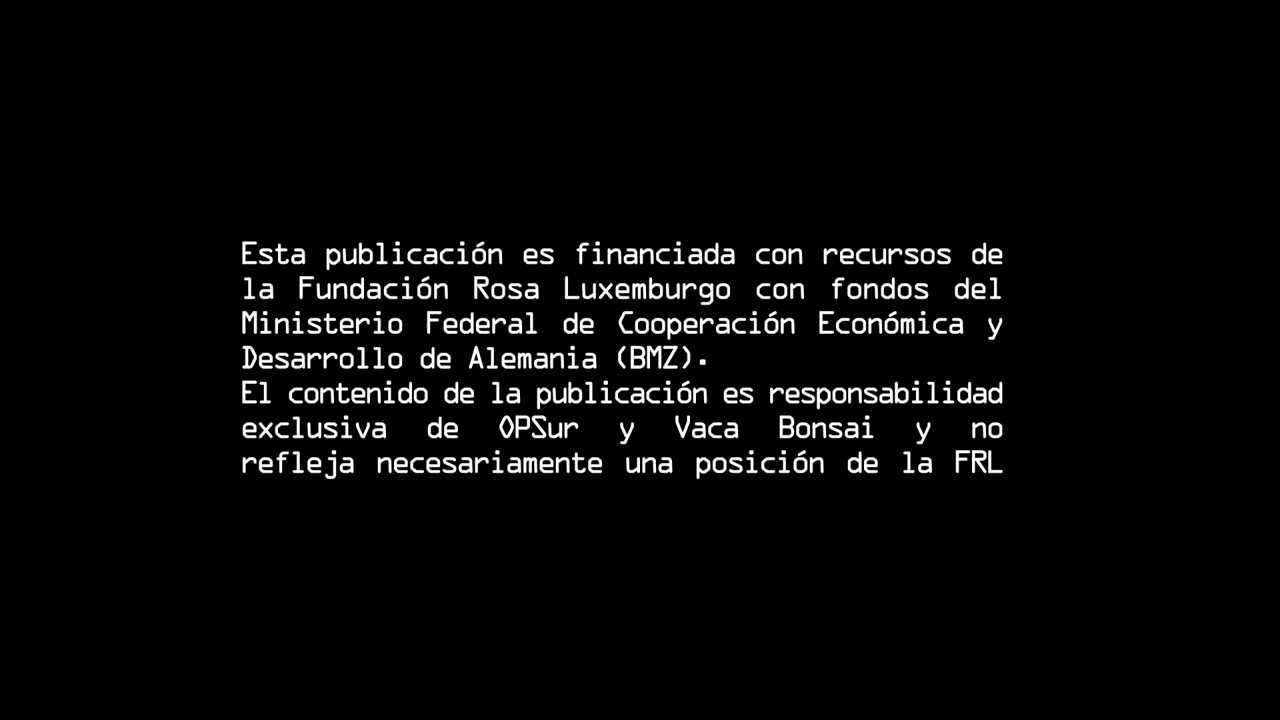 Esta publicación es financiada con recursos de
la Fundación Rosa Luxemburgo con fondos del
Ministerio Federal de Cooperación Económica y
Desarrollo de Alemania (BMZ).
El contenido de la publicación es responsabilidad
exclusiva de OPSur y Vaca Bonsai y no
refleja necesariamente una posición de la FRL